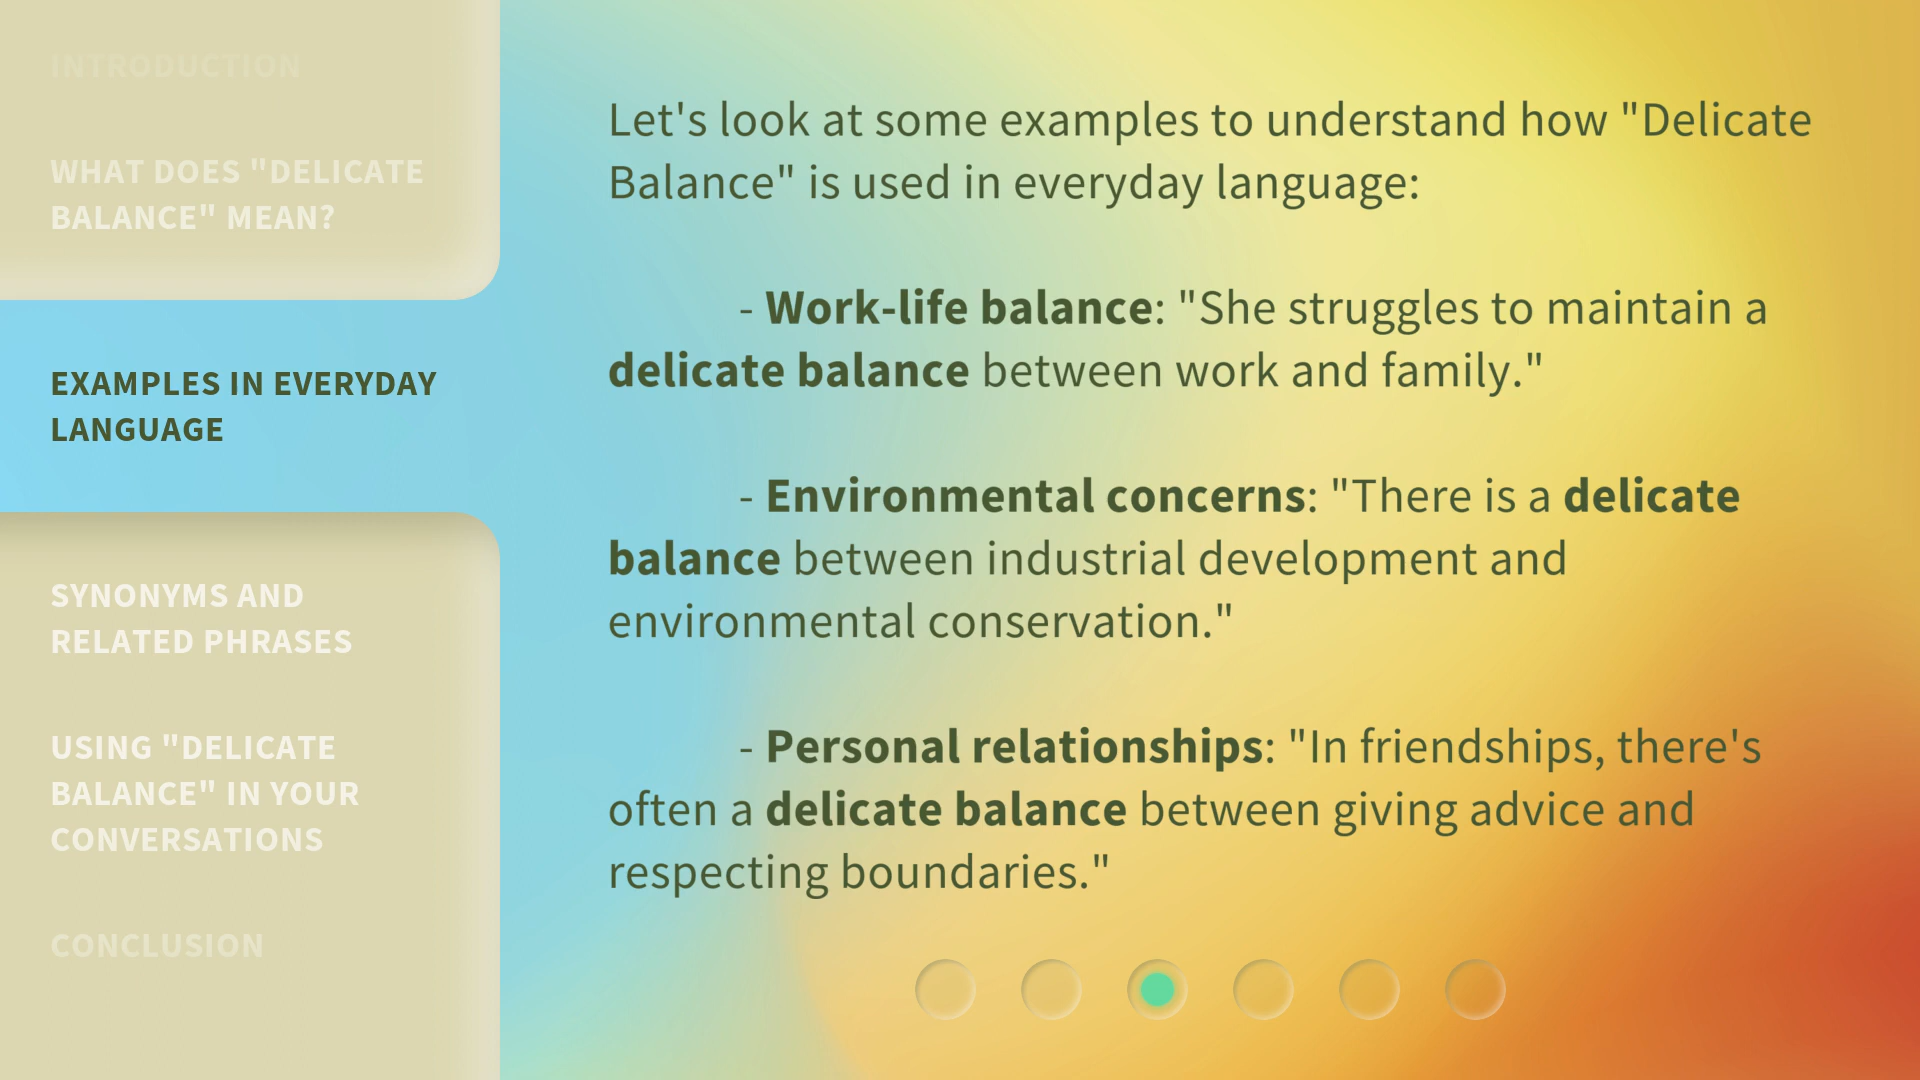 INTRODUCTION
WHAT DOES "DELICATE
BALANCE" MEAN?
EXAMPLES IN EVERYDAY
LANGUAGE
SYNONYMS AND
RELATED PHRASES
USING "DELICATE
BALANCE" IN YOUR
CONVERSATIONS
CONCLUSION
Let's look at some examples to understand how "Delicate
Balance" is used in everyday language:
- Work-life balance: "She struggles to maintain a
delicate balance between work and family."
- Environmental concerns: "There is a delicate
balance between industrial development and
environmental conservation."
- Personal relationships: "In friendships, there's
often a delicate balance between giving advice and
respecting boundaries."